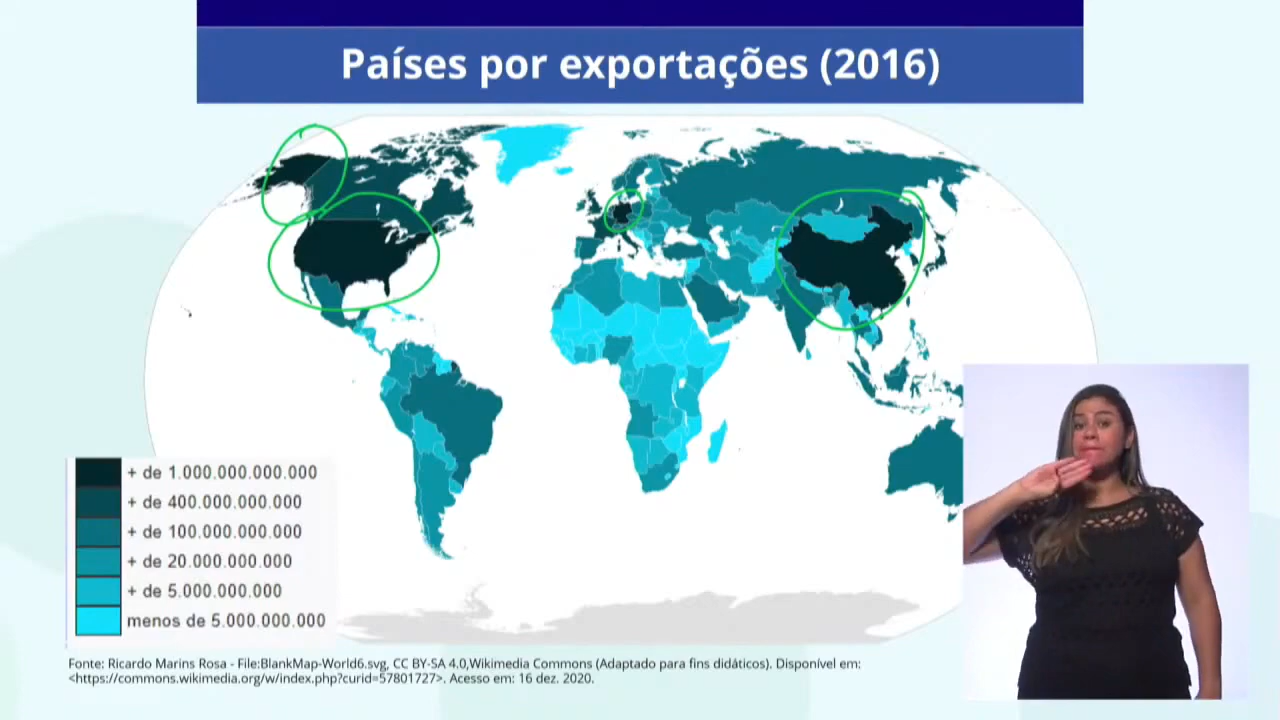 Países por exportações (2016)
+ de 1.000.000.000.000
+ de 400.000.000.000
+ de 100.000.000.000
+ de 20.000.000.000
+ de 5.000.000.000
menos de 5.000.000.000
Fonte: Ricardo Marins Rosa - File:BlankMap-World6.svg, CC BY-SA 4.0,Wikimedia Commons (Adaptado para fins didáticos). Disponível em:
<https://commons.wikimedia.org/w/index.php?curid=57801727>. Acesso em: 16 dez. 2020.